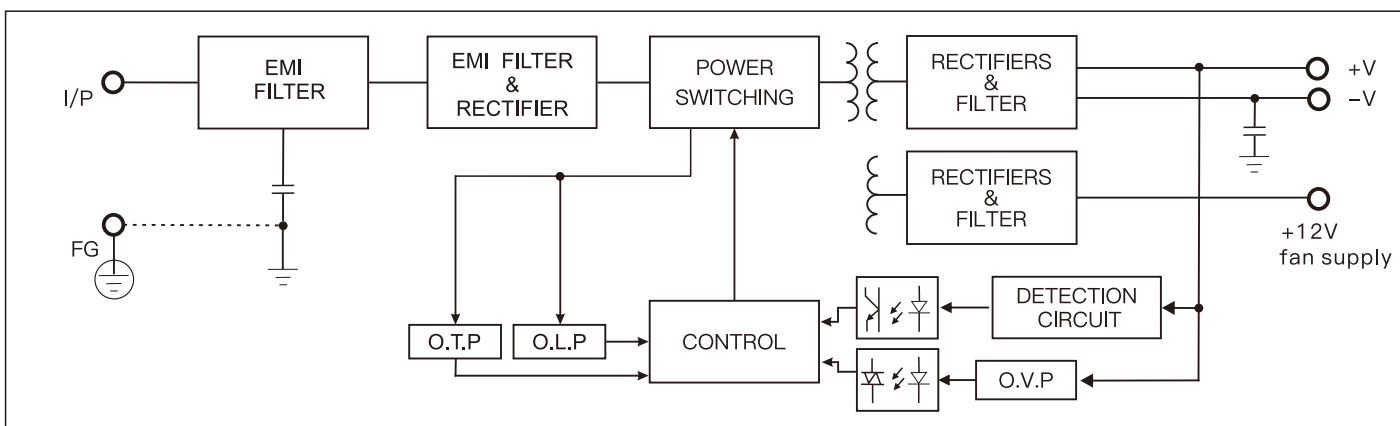 I/P
EMI
FILTER
EMI FILTER
&
RECTIFIER
POWER
SWITCHING
RECTIFIERS
&
FILTER
+V
−V
RECTIFIERS
&
FILTER
+12V
fan supply
FG
O.T.P
O.L.P
CONTROL
DETECTION
CIRCUIT
O.V.P